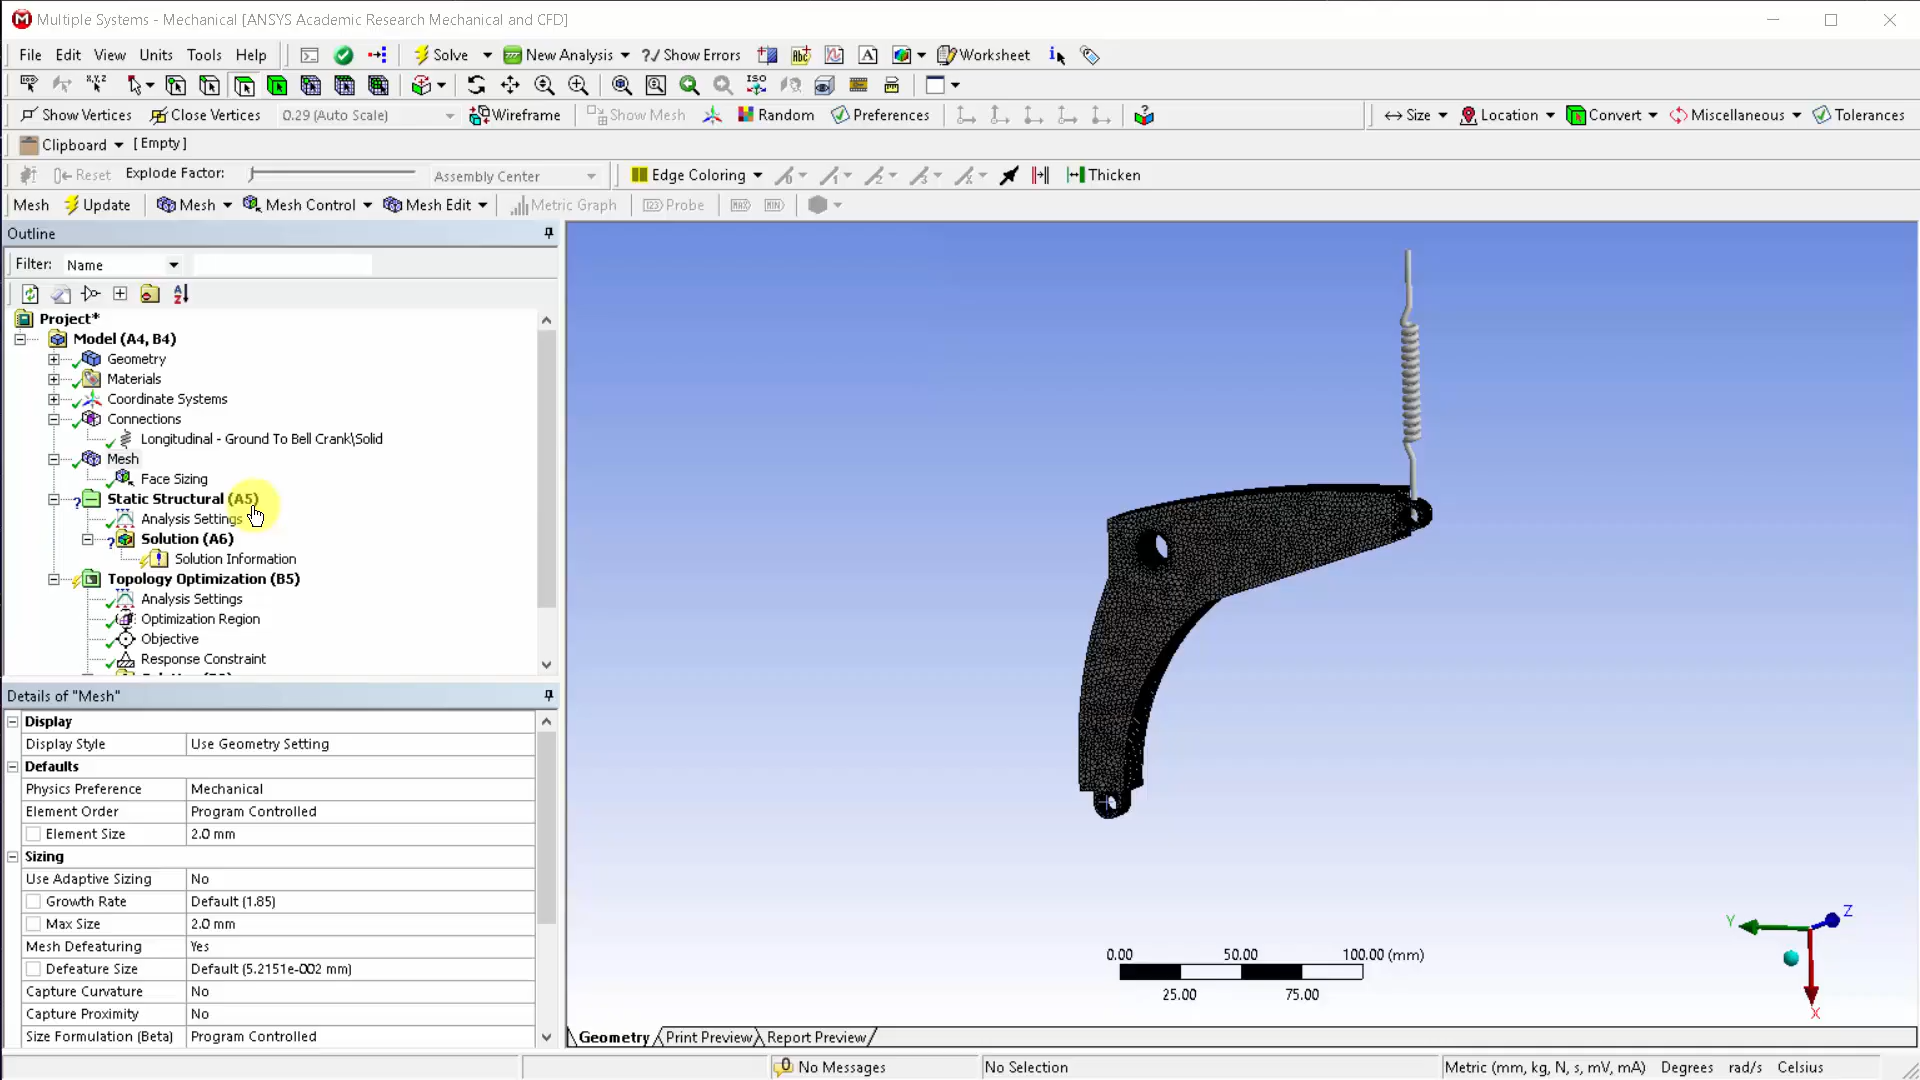 Multiple Systems - Mechanical [ANSYS Academic Research Mechanical and CFD]
File Edit View Units Tools Help Solve New Analysis ?/ Show Errors Worksheet
ISO
Show Vertices Close Vertices 0.29 (Auto Scale) Wireframe Show Mesh Random Preferences Size Location Convert Miscellaneous Tolerances
Clipboard [ Empty]
Reset Explode Factor: Assembly Center Edge Coloring Thicken
Mesh Update Mesh Mesh Control Mesh Edit Metric Graph Probe MAX MIN
Outline
Filter: Name
Project*
Model (A4, B4)
Geometry
Materials
Coordinate Systems
Connections
Longitudinal - Ground To Bell Crank\Solid
Mesh
Face Sizing
Static Structural (A5)
Analysis Settings
Solution (A6)
Solution Information
Topology Optimization (B5)
Analysis Settings
Optimization Region
Objective
Response Constraint
Details of "Mesh"
Display
Display Style Use Geometry Setting
Defaults
Physics Preference Mechanical
Element Order Program Controlled
Element Size 2.0 mm
Sizing
Use Adaptive Sizing No
Growth Rate Default (1.85)
Max Size 2.0 mm
Mesh Defeaturing Yes
Defeature Size Default (5.2151e-002 mm)
Capture Curvature No
Capture Proximity No
Size Formulation (Beta) Program Controlled
0.00 50.00 100.00 (mm)
25.00 75.00
Y Z
X
Geometry Print Preview Report Preview
No Messages No Selection Metric (mm, kg, N, s, mV, mA) Degrees rad/s Celsius